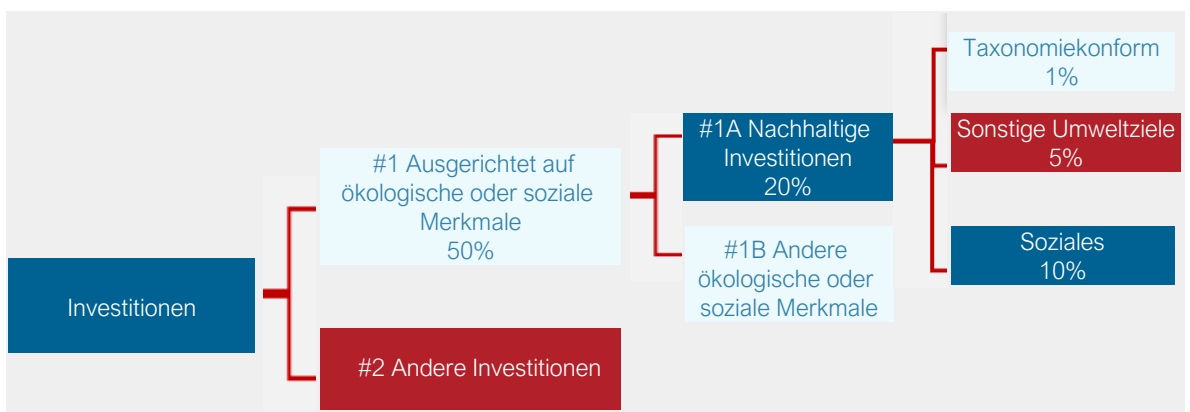 Investitionen
#1 Ausgerichtet auf
ökologische oder soziale
Merkmale
50%
#2 Andere Investitionen
#1A Nachhaltige
Investitionen
20%
#1B Andere
ökologische oder
soziale Merkmale
Taxonomiekonform
1%
Sonstige Umweltziele
5%
Soziales
10%